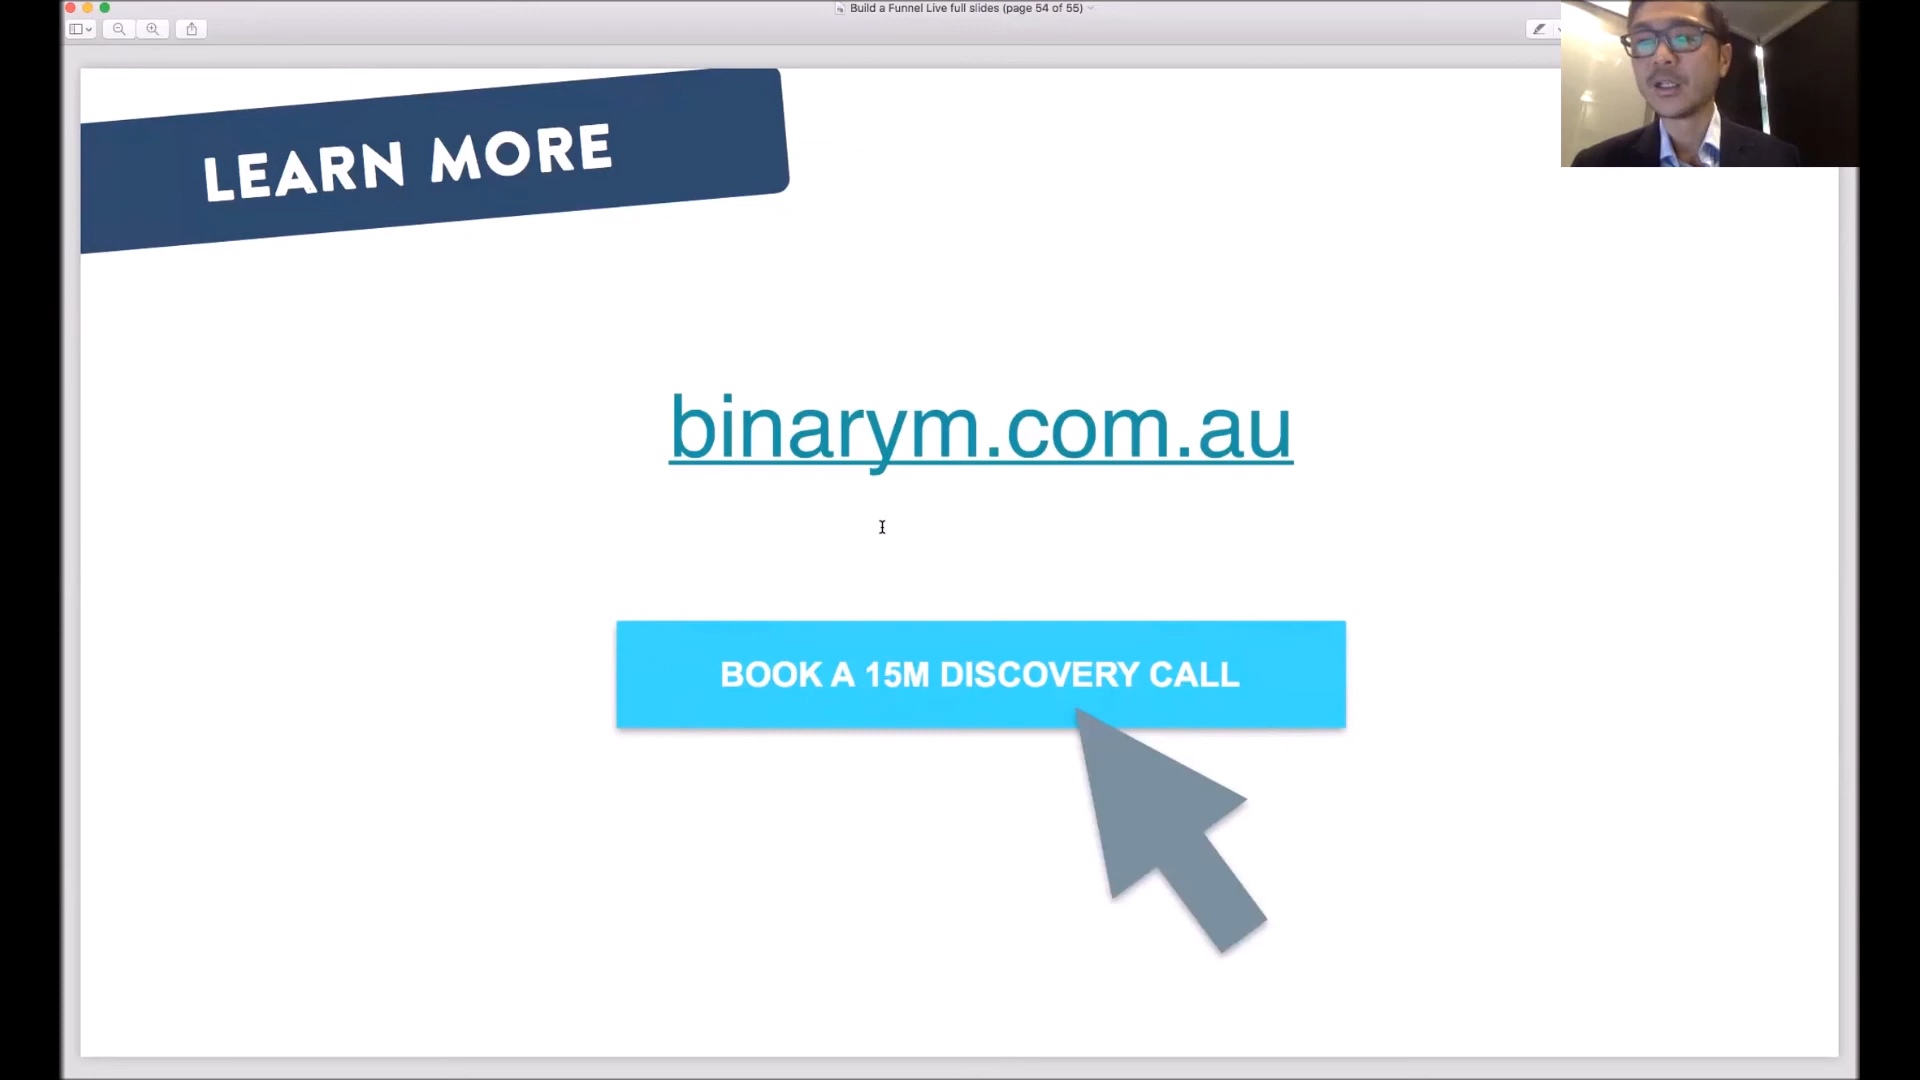 Build a Funnel Live full slides (page 54 of 55)
LEARN MORE
binarym.com.au
BOOK A 15M DISCOVERY CALL